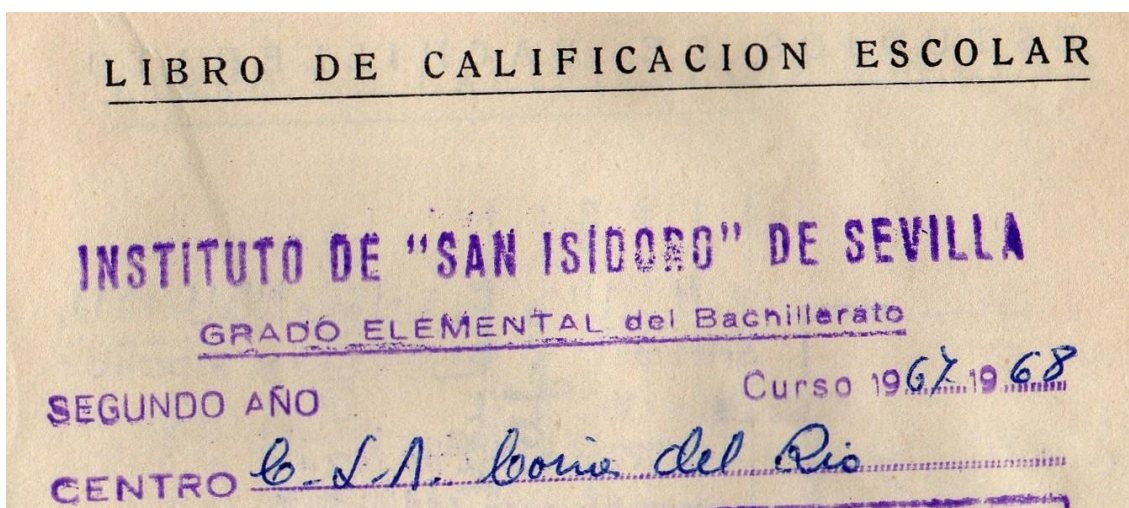 LIBRO DE CALIFICACION ESCOLAR
INSTITUTO DE "SAN ISIDORO" DE SEVILLA
GRADO ELEMENTAL del Bachillerato
SEGUNDO AÑO
Curso 1967 1968
CENTRO C-L.A. Coria del Rio